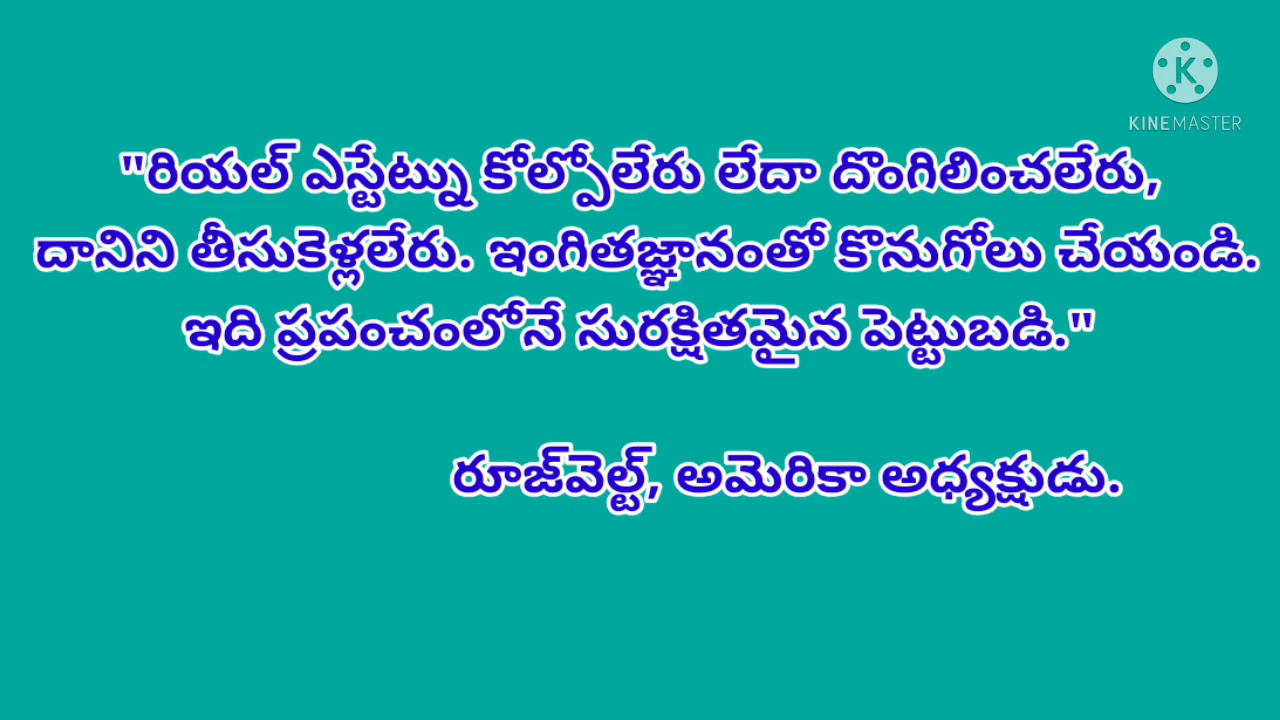 K
KINEMASTER
"రియల్ ఎస్టేట్ను కోల్పోలేరు లేదా దొంగిలించలేరు,
దానిని తీసుకెళ్లలేరు. ఇంగితజ్ఞానంతో కొనుగోలు చేయండి.
ఇది ప్రపంచంలోనే సురక్షితమైన పెట్టుబడి."
రూజ్‌వెల్ట్, అమెరికా అధ్యక్షుడు.